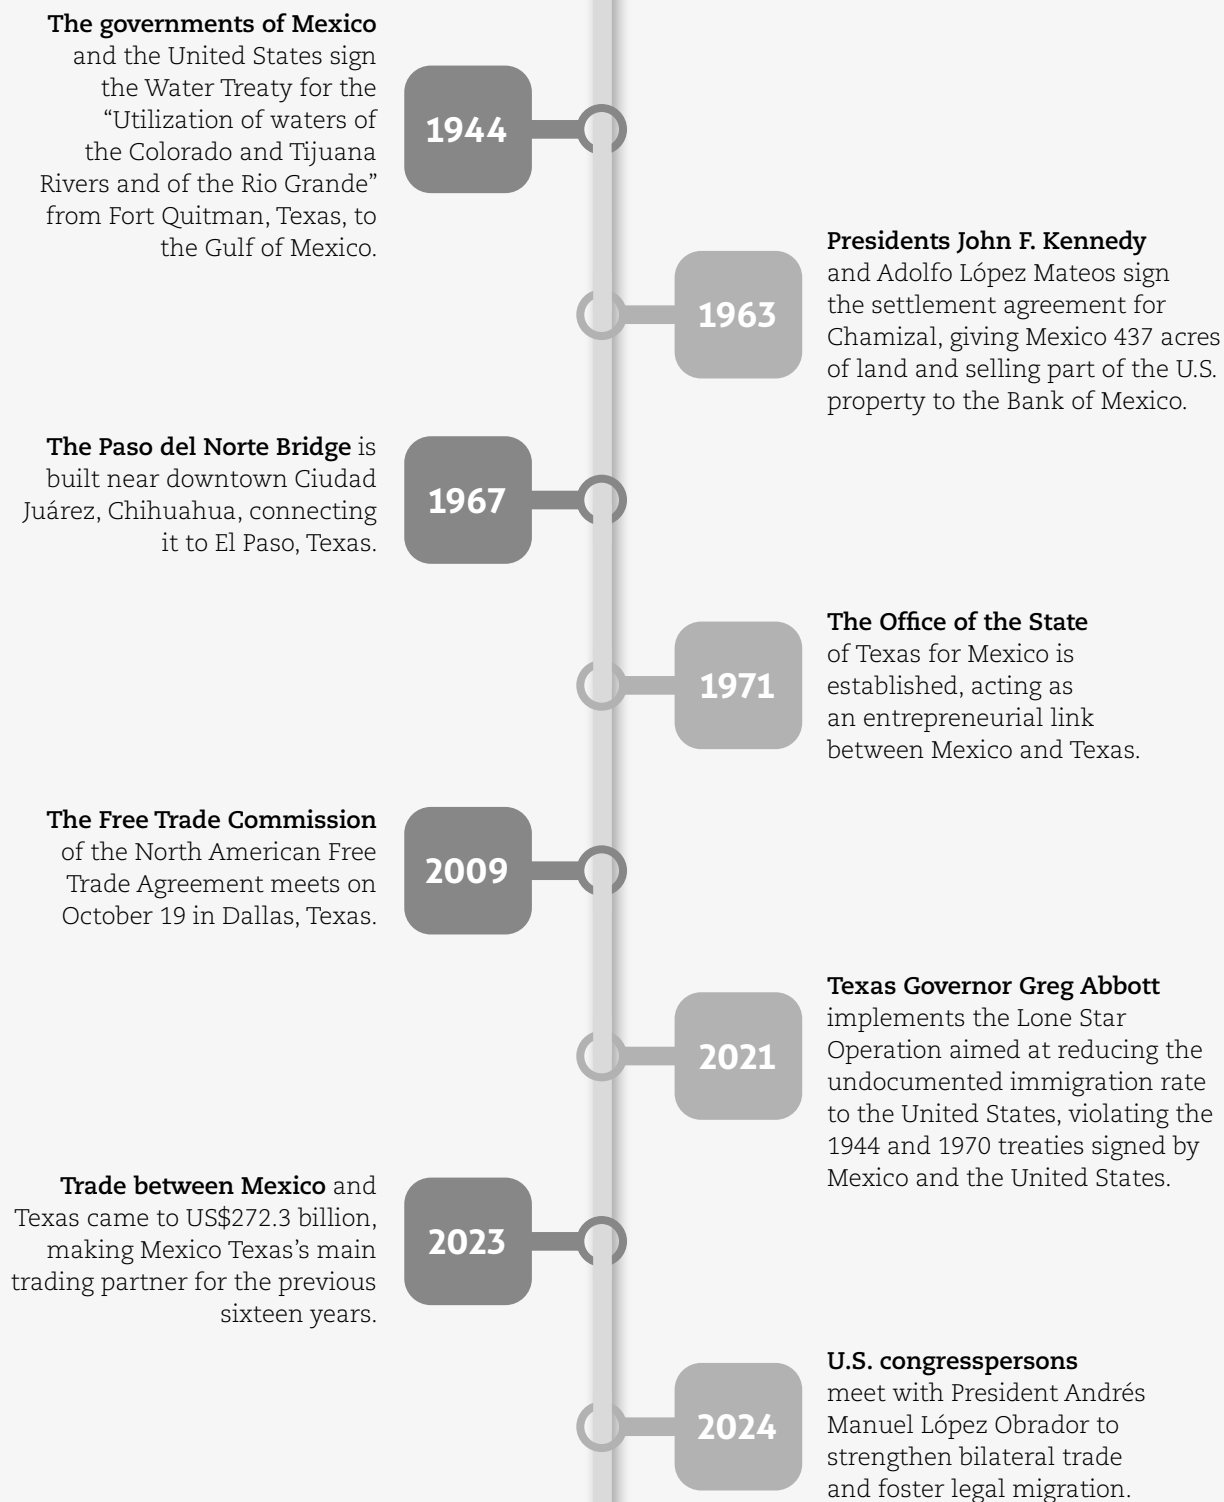 The governments of Mexico
and the United States sign
the Water Treaty for the
“Utilization of waters of
the Colorado and Tijuana
Rivers and of the Rio Grande”
from Fort Quitman, Texas, to
the Gulf of Mexico.
1944
1963
Presidents John F. Kennedy
and Adolfo López Mateos sign
the settlement agreement for
Chamizal, giving Mexico 437 acres
of land and selling part of the U.S.
property to the Bank of Mexico.
The Paso del Norte Bridge is
built near downtown Ciudad
Juárez, Chihuahua, connecting
it to El Paso, Texas.
1967
1971
The Office of the State
of Texas for Mexico is
established, acting as
an entrepreneurial link
between Mexico and Texas.
The Free Trade Commission
of the North American Free
Trade Agreement meets on
October 19 in Dallas, Texas.
2009
2021
Texas Governor Greg Abbott
implements the Lone Star
Operation aimed at reducing the
undocumented immigration rate
to the United States, violating the
1944 and 1970 treaties signed by
Mexico and the United States.
Trade between Mexico and
Texas came to US$272.3 billion,
making Mexico Texas’s main
trading partner for the previous
sixteen years.
2023
2024
U.S. congresspersons
meet with President Andrés
Manuel López Obrador to
strengthen bilateral trade
and foster legal migration.